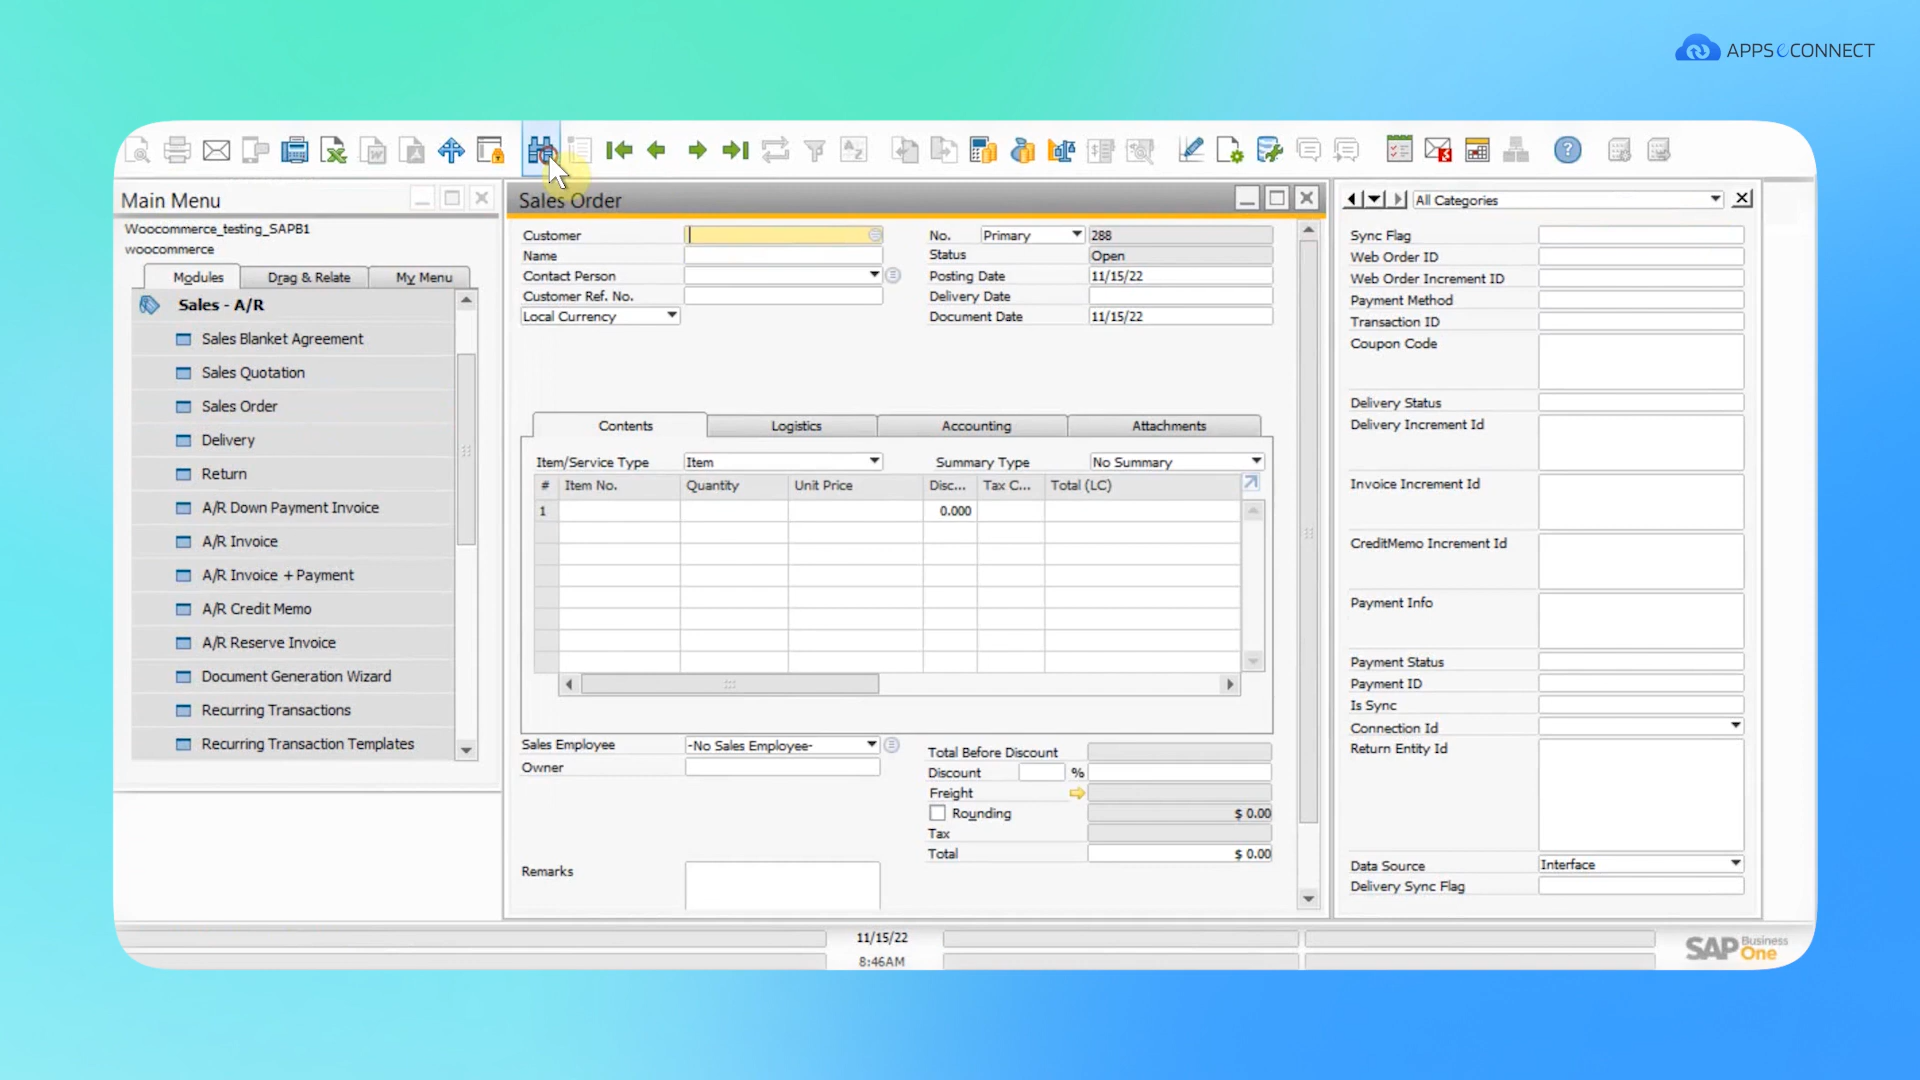 APPSeCONNECT
Main Menu
Woocommerce_testing_SAPB1
woocommerce
Modules
Drag & Relate
My Menu
Sales - A/R
Sales Blanket Agreement
Sales Quotation
Sales Order
Delivery
Return
A/R Down Payment Invoice
A/R Invoice
A/R Invoice + Payment
A/R Credit Memo
A/R Reserve Invoice
Document Generation Wizard
Recurring Transactions
Recurring Transaction Templates
Sales Order
Customer
Name
Contact Person
Customer Ref. No.
Local Currency
No. Primary 288
Status Open
Posting Date 11/15/22
Delivery Date
Document Date 11/15/22
Contents
Logistics
Accounting
Attachments
Item/Service Type Item
Summary Type No Summary
# Item No. Quantity Unit Price Disc... Tax C... Total (LC)
1 0.000
Sales Employee -No Sales Employee-
Owner
Total Before Discount
Discount %
Freight
Rounding $ 0.00
Tax
Total $ 0.00
Remarks
All Categories
Sync Flag
Web Order ID
Web Order Increment ID
Payment Method
Transaction ID
Coupon Code
Delivery Status
Delivery Increment Id
Invoice Increment Id
CreditMemo Increment Id
Payment Info
Payment Status
Payment ID
Is Sync
Connection Id
Return Entity Id
Data Source Interface
Delivery Sync Flag
11/15/22
8:46AM
SAP Business One